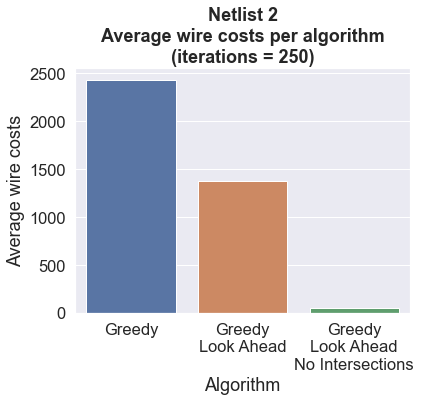 Netlist 2
Average wire costs per algorithm
(iterations = 250)
2500
2000
1500
1000
500
0
Average wire costs
Greedy
Greedy
Look Ahead
Greedy
Look Ahead
No Intersections
Algorithm